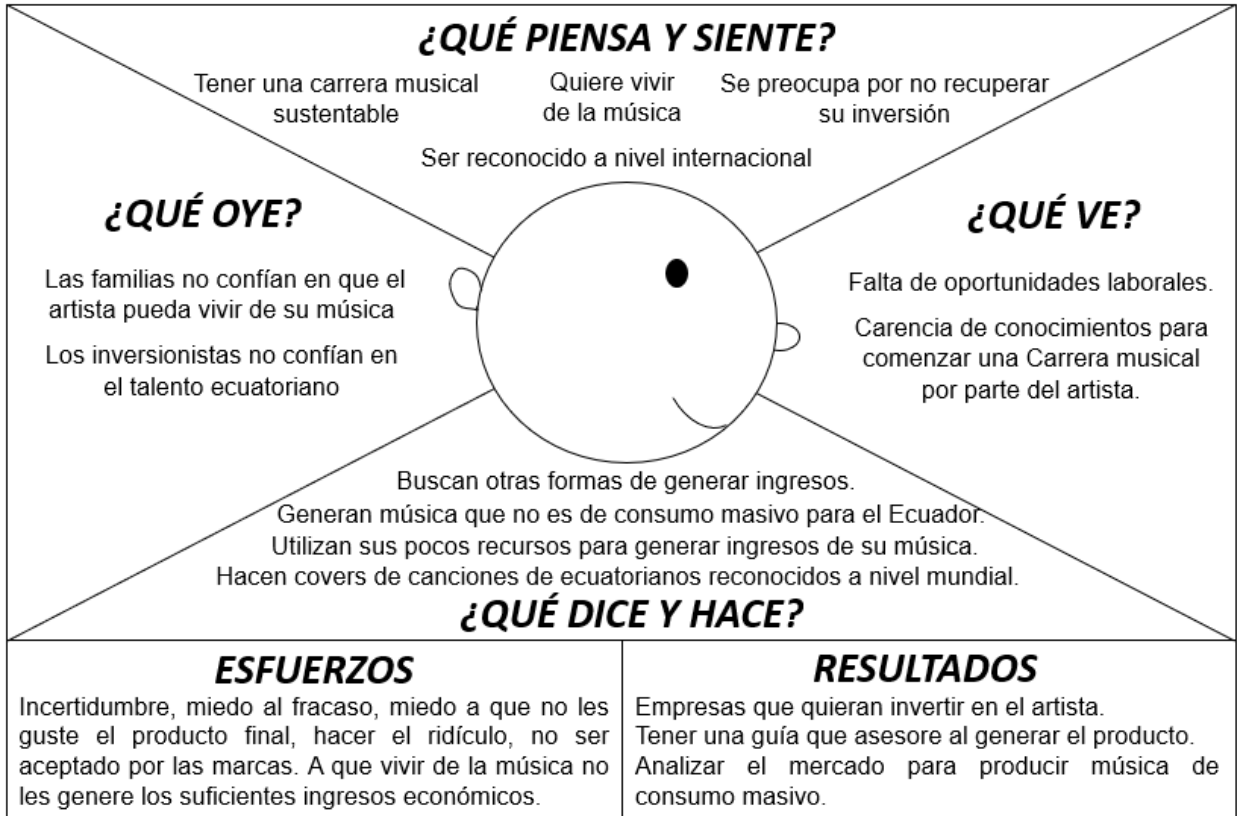 ¿QUÉ PIENSA Y SIENTE?
Tener una carrera musical
sustentable
Quiere vivir
de la música
Se preocupa por no recuperar
su inversión
Ser reconocido a nivel internacional
¿QUÉ OYE?
Las familias no confían en que el
artista pueda vivir de su música
Los inversionistas no confían en
el talento ecuatoriano
¿QUÉ VE?
Falta de oportunidades laborales.
Carencia de conocimientos para
comenzar una Carrera musical
por parte del artista.
Buscan otras formas de generar ingresos.
Generan música que no es de consumo masivo para el Ecuador.
Utilizan sus pocos recursos para generar ingresos de su música.
Hacen covers de canciones de ecuatorianos reconocidos a nivel mundial.
¿QUÉ DICE Y HACE?
ESFUERZOS
Incertidumbre, miedo al fracaso, miedo a que no les
guste el producto final, hacer el ridículo, no ser
aceptado por las marcas. A que vivir de la música no
les genere los suficientes ingresos económicos.
RESULTADOS
Empresas que quieran invertir en el artista.
Tener una guía que asesore al generar el producto.
Analizar el mercado para producir música de
consumo masivo.